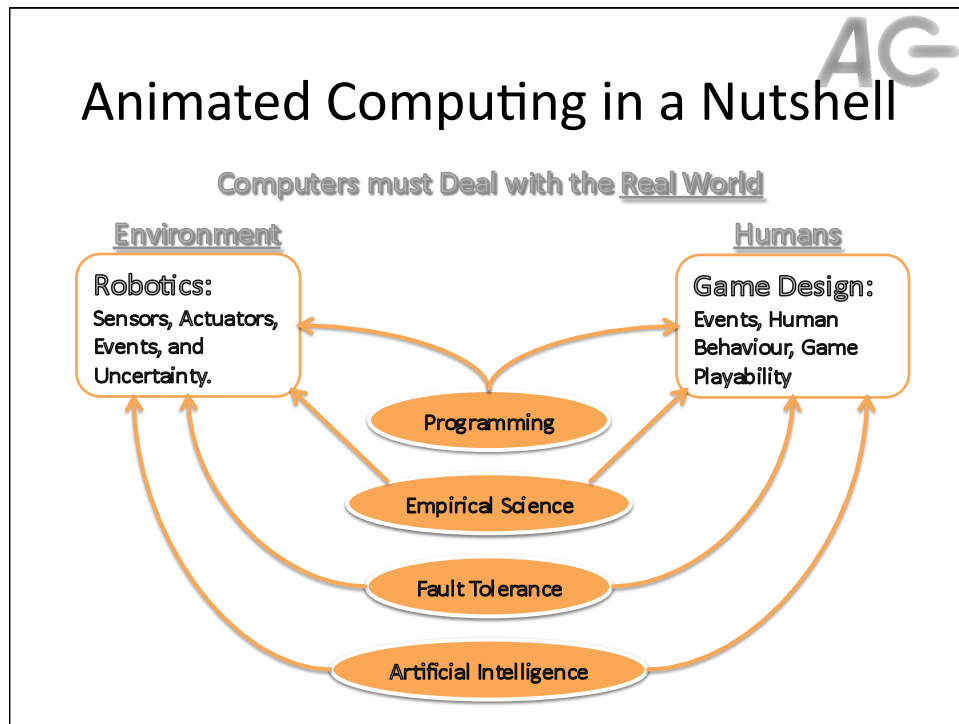 AC
Animated Computing in a Nutshell
Computers must Deal with the Real World
Environment
Humans
Robotics:
Sensors, Actuators,
Events, and
Uncertainty.
Game Design:
Events, Human
Behaviour, Game
Playability
Programming
Empirical Science
Fault Tolerance
Artificial Intelligence